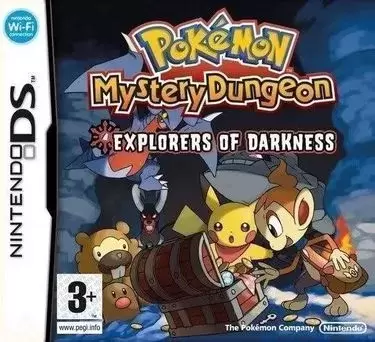 Nintendo
Wi-Fi
connection
NINTENDO DS™
POKéMON
Mystery Dungeon
EXPLORERS OF DARKNESS
3+
www.pegi.info
The Pokémon Company
Nintendo